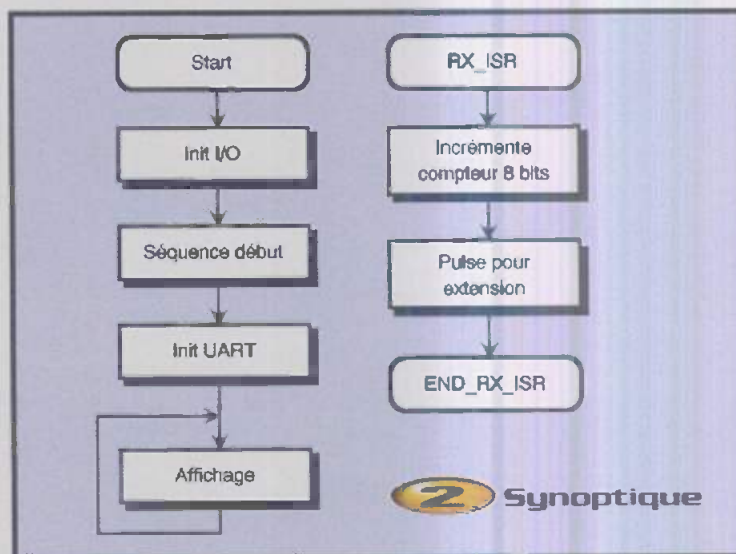 Start
Init I/O
Séquence début
Init UART
Affichage
RX_ISR
Incrémente
compteur 8 bits
Pulse pour
extension
END_RX_ISR
2 Synoptique